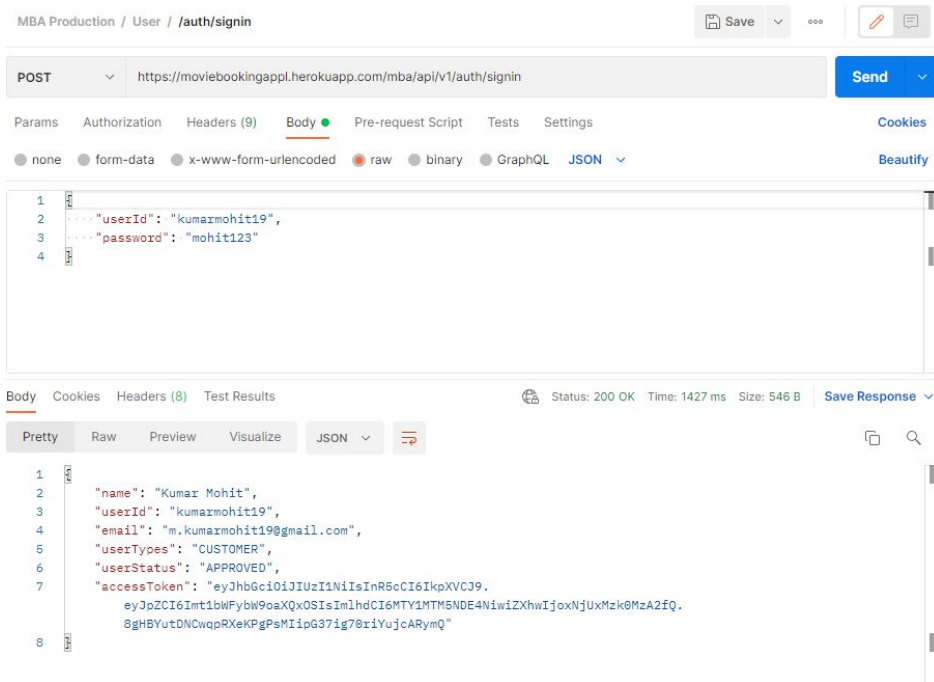 MBA Production / User / /auth/signin
Save
POST
https://moviebookingappl.herokuapp.com/mba/api/v1/auth/signin
Send
Params Authorization Headers (9) Body Pre-request Script Tests Settings Cookies
none form-data x-www-form-urlencoded raw binary GraphQL JSON Beautify
1 {
2 "userId": "kumarmohit19",
3 "password": "mohit123"
4 }
Body Cookies Headers (8) Test Results Status: 200 OK Time: 1427 ms Size: 546 B Save Response
Pretty Raw Preview Visualize JSON
1 {
2 "name": "Kumar Mohit",
3 "userId": "kumarmohit19",
4 "email": "m.kumarmohit19@gmail.com",
5 "userTypes": "CUSTOMER",
6 "userStatus": "APPROVED",
7 "accessToken": "eyJhbGciOiJIUzI1NiIsInR5cCI6IkpXVCJ9.
eyJpZCI6Imt1bWFybW9oaXQxOSIsImlhdCI6MTY1MTM5NDE4NiwiZXhwIjoxNjUxMzk0MzA2fQ.
8gHBYutDNCwqpRXeKPgPsMIipG37ig70riYujcARymQ"
8 }